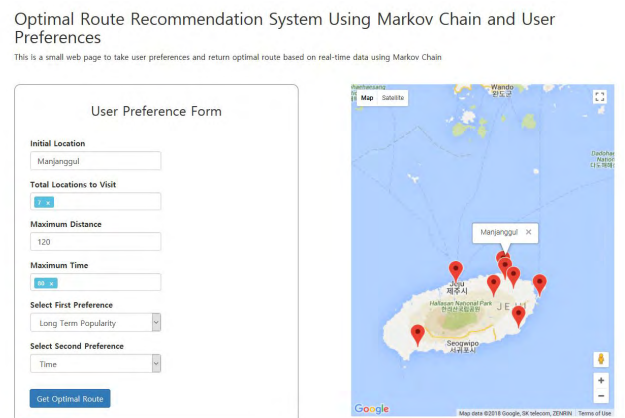 Optimal Route Recommendation System Using Markov Chain and User
Preferences
This is a small web page to take user preferences and return optimal route based on real-time data using Markov Chain
User Preference Form
Initial Location
Manjanggul
Total Locations to Visit
7 x
Maximum Distance
120
Maximum Time
x
Select First Preference
Long Term Popularity
Select Second Preference
Time
Get Optimal Route
Map Satellite
Wando
완도군
Manjanggul ×
Jeju
제주시
Hallasan National Park
한라산국립공원
Seogwipo
서귀포시
+
−
Google
Map data ©2018 Google, SK telecom, ZENRIN Terms of Use